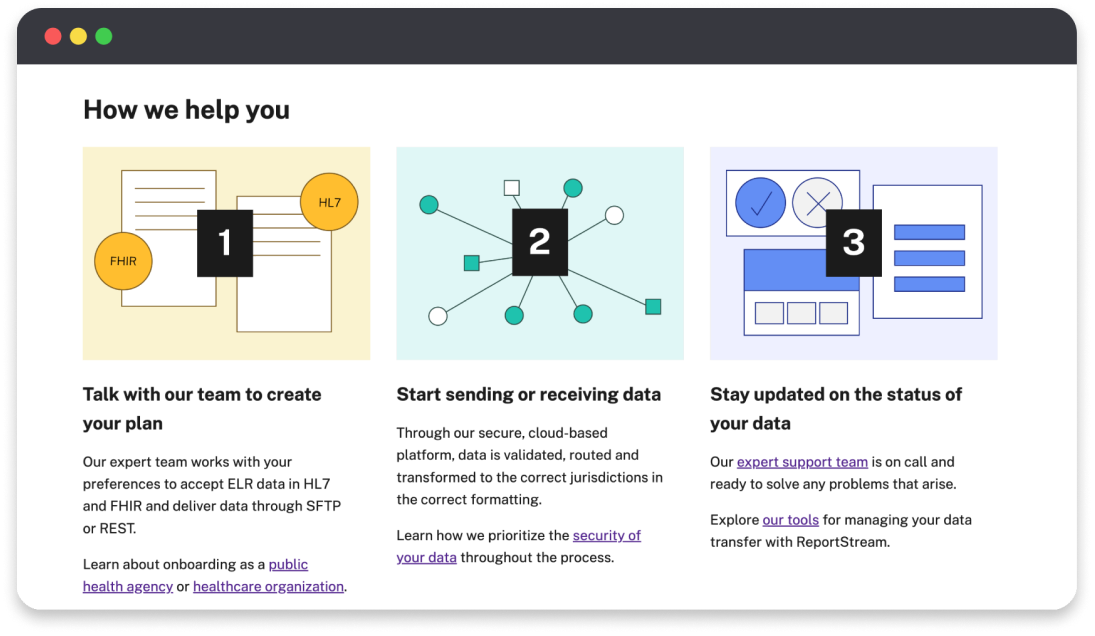 How we help you
1
HL7
FHIR
2
3
Talk with our team to create
your plan
Our expert team works with your
preferences to accept ELR data in HL7
and FHIR and deliver data through SFTP
or REST.
Learn about onboarding as a public
health agency or healthcare organization.
Start sending or receiving data
Through our secure, cloud-based
platform, data is validated, routed and
transformed to the correct jurisdictions in
the correct formatting.
Learn how we prioritize the security of
your data throughout the process.
Stay updated on the status of
your data
Our expert support team is on call and
ready to solve any problems that arise.
Explore our tools for managing your data
transfer with ReportStream.